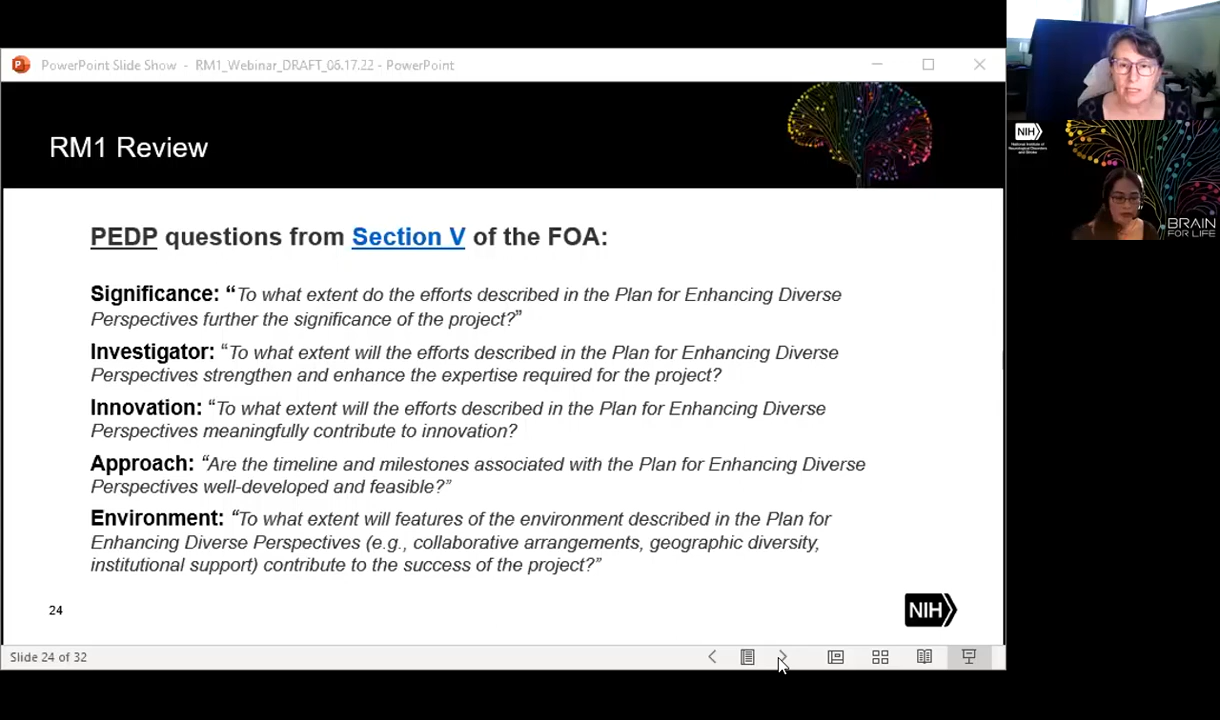 PowerPoint Slide Show - RM1_Webinar_DRAFT_06.17.22 - PowerPoint
RM1 Review
PEDP questions from Section V of the FOA:
Significance: “To what extent do the efforts described in the Plan for Enhancing Diverse
Perspectives further the significance of the project?”
Investigator: “To what extent will the efforts described in the Plan for Enhancing Diverse
Perspectives strengthen and enhance the expertise required for the project?
Innovation: “To what extent will the efforts described in the Plan for Enhancing Diverse
Perspectives meaningfully contribute to innovation?
Approach: “Are the timeline and milestones associated with the Plan for Enhancing Diverse
Perspectives well-developed and feasible?”
Environment: “To what extent will features of the environment described in the Plan for
Enhancing Diverse Perspectives (e.g., collaborative arrangements, geographic diversity,
institutional support) contribute to the success of the project?”
24
NIH
Slide 24 of 32
NIH
National Institute of
Neurological Disorders
and Stroke
BRAIN
FOR LIFE